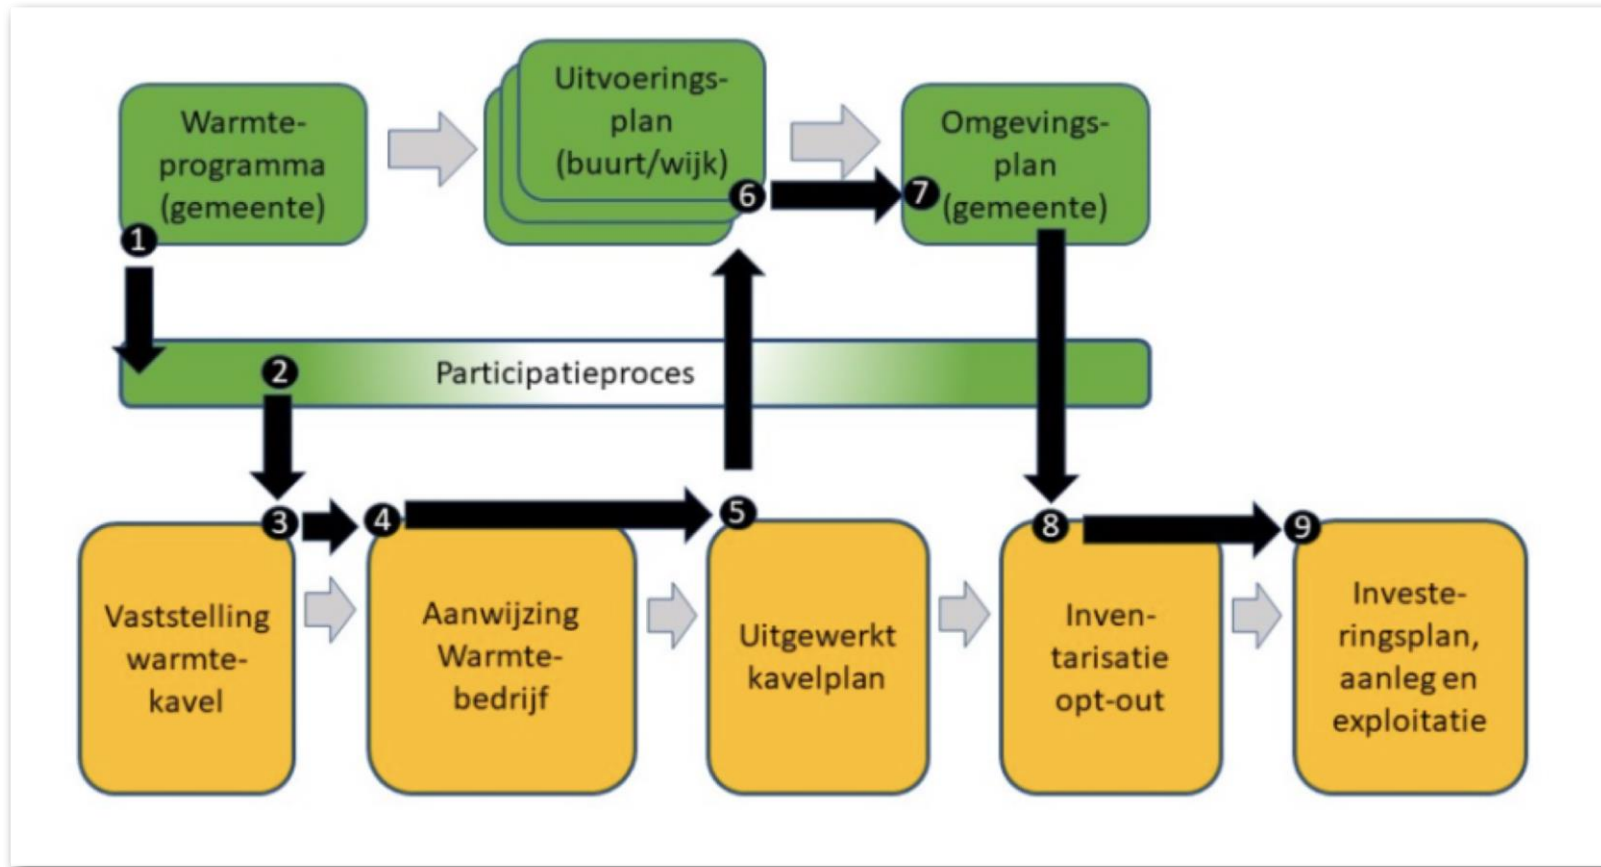 Warmte-
programma
(gemeente)
1
Uitvoerings-
plan
(buurt/wijk)
6
Omgevings-
plan
(gemeente)
7
2
Participatieproces
3
Vaststelling
warmte-
kavel
4
Aanwijzing
Warmte-
bedrijf
5
Uitgewerkt
kavelplan
8
Inven-
tarisatie
opt-out
9
Investe-
ringsplan,
aanleg en
exploitatie